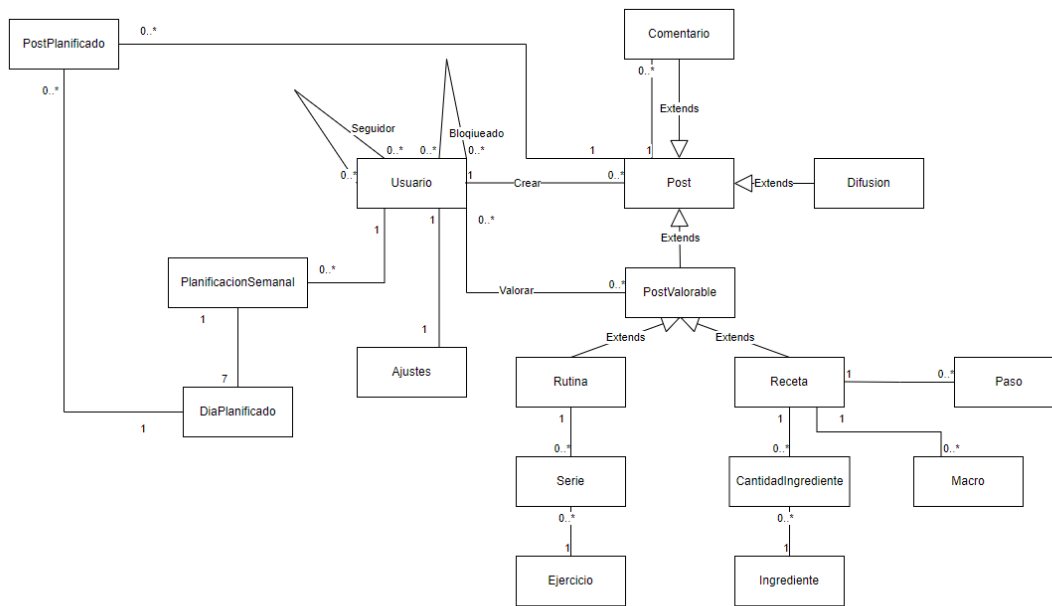 PostPlanificado
0..*
0..*
Comentario
0..*
Extends
Seguidor
Bloqiueado
0..*
0..*
0..*
0..*
1
1
Usuario
1
Crear
0..*
Post
Extends
Difusion
1
1
0..*
Extends
PlanificacionSemanal
0..*
Valorar
0..*
PostValorable
1
7
1
Ajustes
Extends
Extends
Rutina
Receta
1
0..*
Paso
DiaPlanificado
1
1
0..*
1
0..*
1
0..*
Serie
CantidadIngrediente
Macro
0..*
1
0..*
1
Ejercicio
Ingrediente